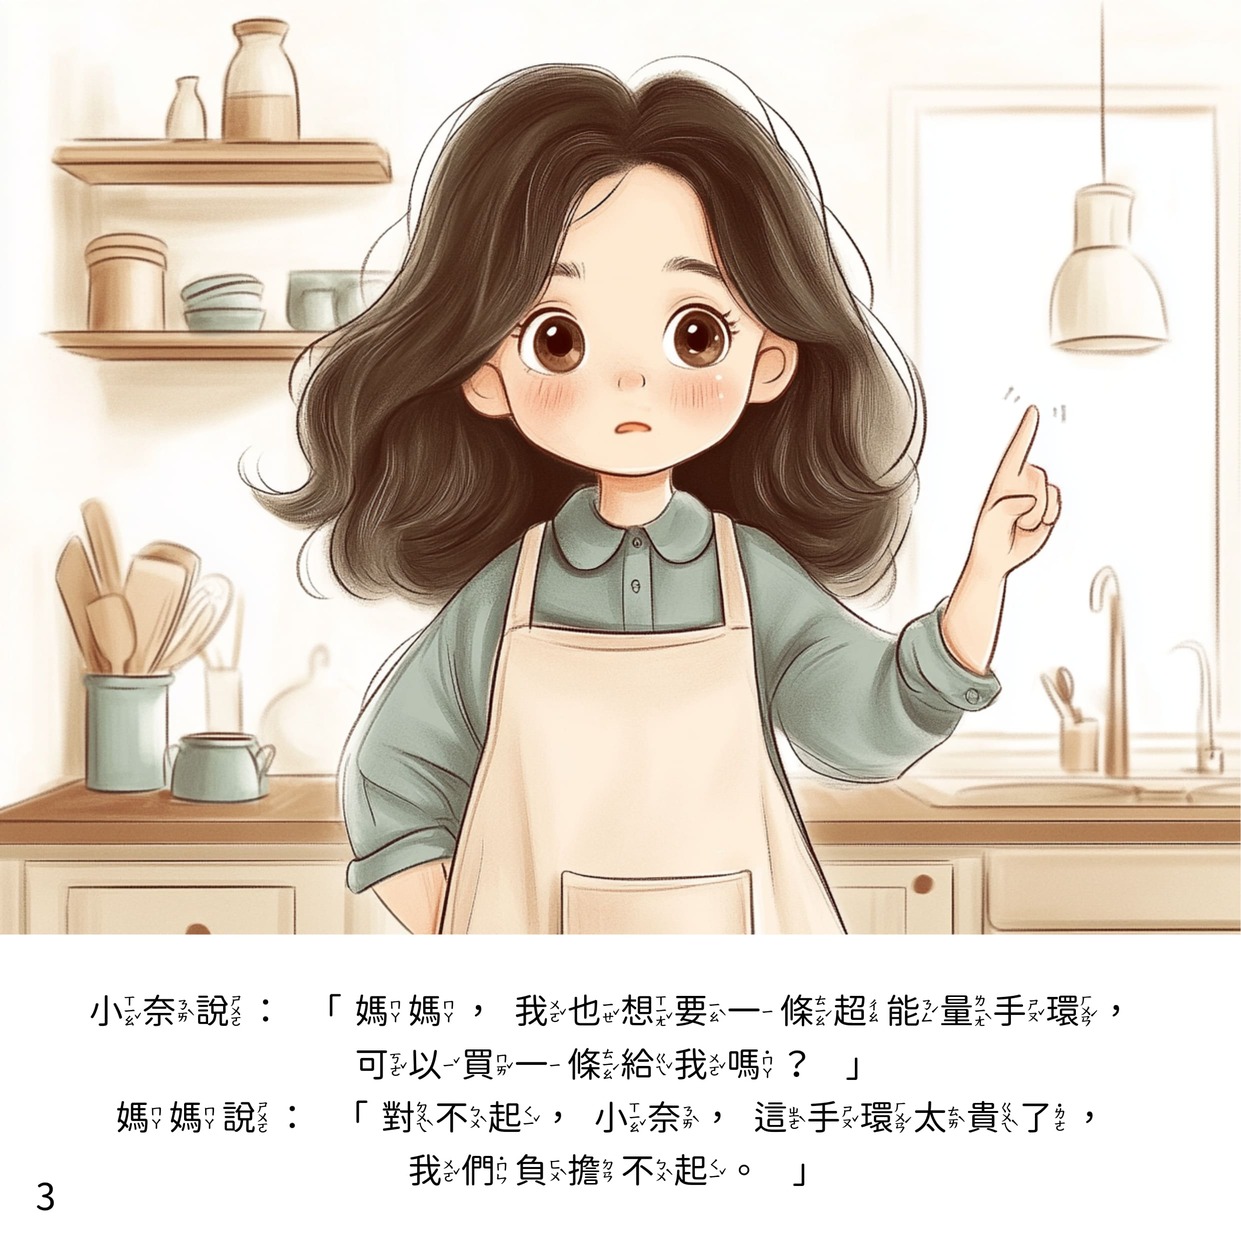 小奈說：「媽媽，我也想要一條超能量手環，
可以買一條給我嗎？」
媽媽說：「對不起，小奈，這手環太貴了，
我們負擔不起。」
3